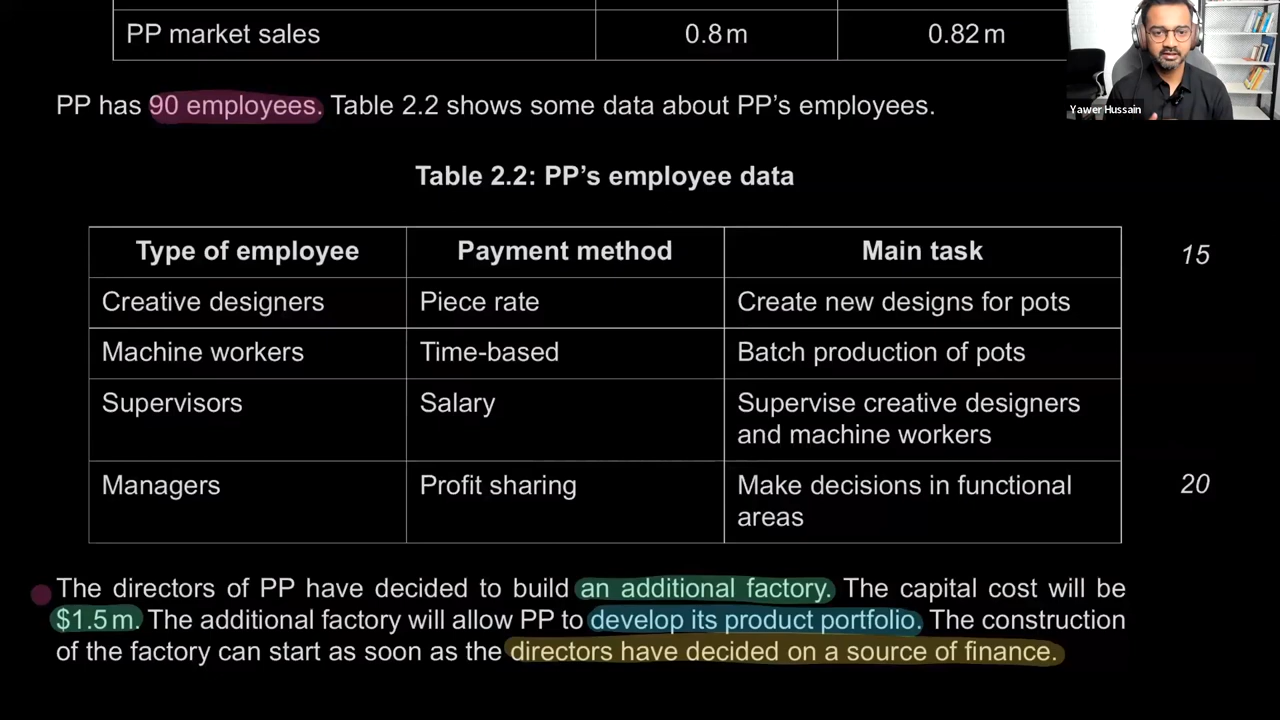 PP market sales 0.8 m 0.82 m
Yawer Hussain
PP has 90 employees. Table 2.2 shows some data about PP's employees.
Table 2.2: PP's employee data
Type of employee Payment method Main task 15
Creative designers Piece rate Create new designs for pots
Machine workers Time-based Batch production of pots
Supervisors Salary Supervise creative designers
and machine workers
Managers Profit sharing Make decisions in functional 20
areas
The directors of PP have decided to build an additional factory. The capital cost will be
$1.5 m. The additional factory will allow PP to develop its product portfolio. The construction
of the factory can start as soon as the directors have decided on a source of finance.